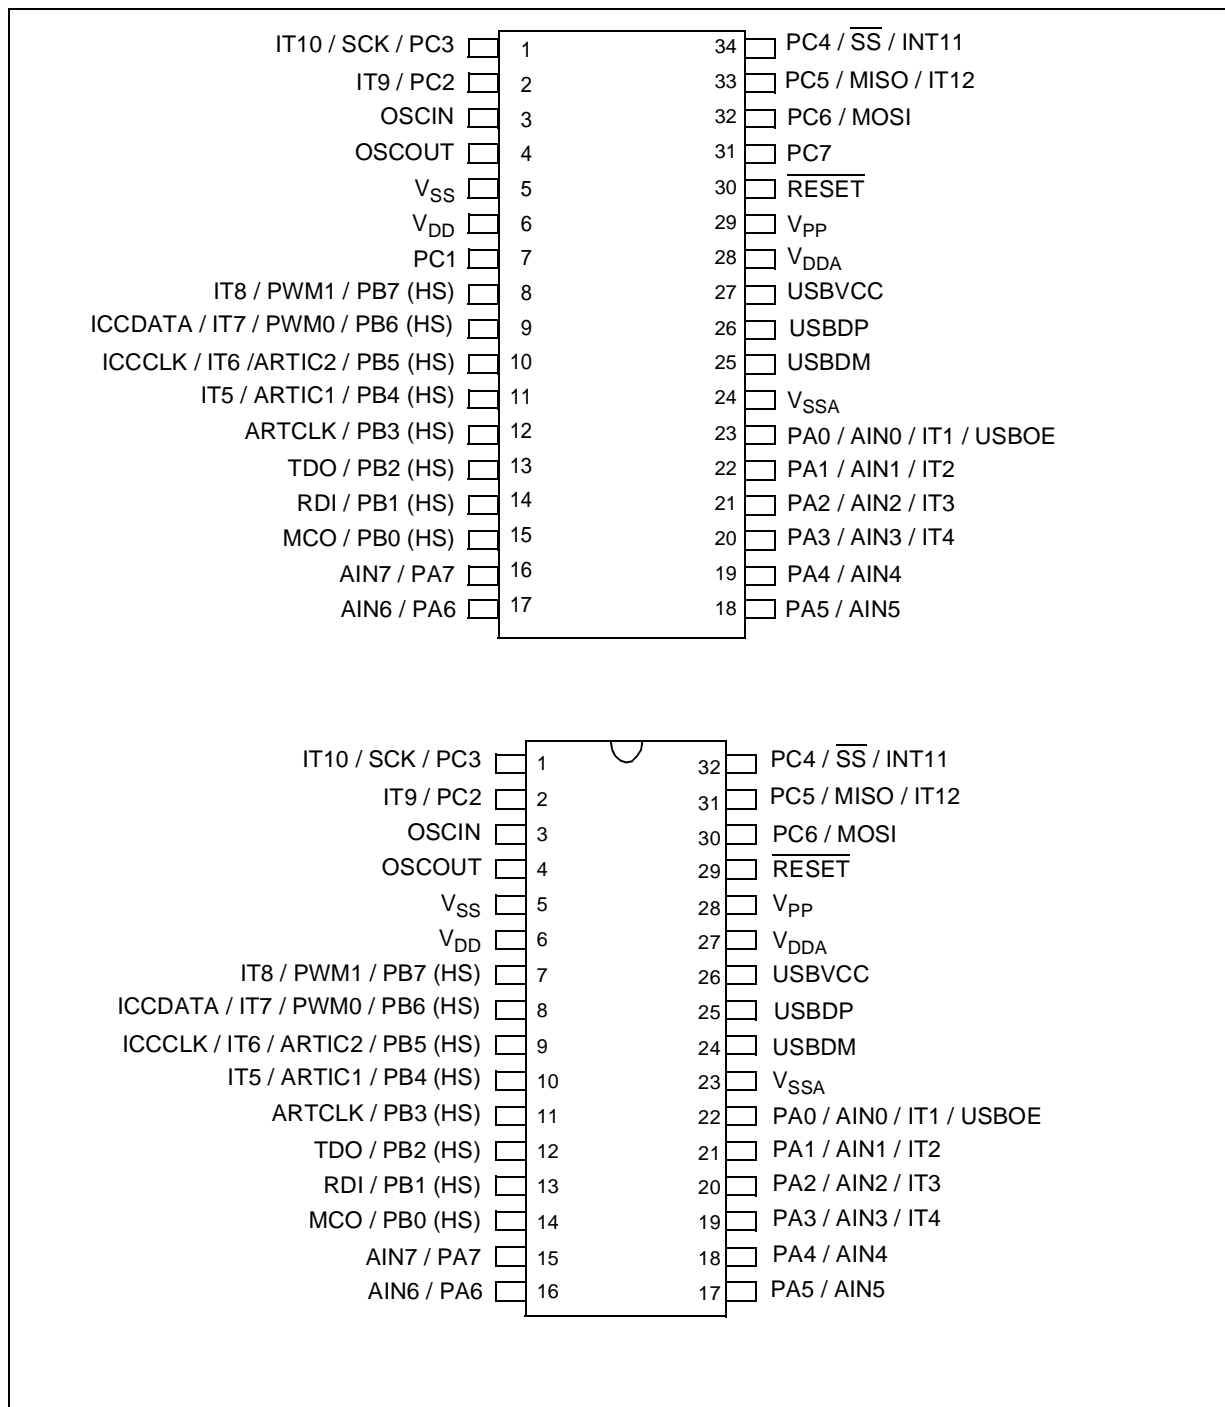 IT10 / SCK / PC3 1 34 PC4 / SS / INT11
IT9 / PC2 2 33 PC5 / MISO / IT12
OSCIN 3 32 PC6 / MOSI
OSCOUT 4 31 PC7
VSS 5 30 RESET
VDD 6 29 VPP
PC1 7 28 VDDA
IT8 / PWM1 / PB7 (HS) 8 27 USBVCC
ICCDATA / IT7 / PWM0 / PB6 (HS) 9 26 USBDP
ICCCLK / IT6 /ARTIC2 / PB5 (HS) 10 25 USBDM
IT5 / ARTIC1 / PB4 (HS) 11 24 VSSA
ARTCLK / PB3 (HS) 12 23 PA0 / AIN0 / IT1 / USBOE
TDO / PB2 (HS) 13 22 PA1 / AIN1 / IT2
RDI / PB1 (HS) 14 21 PA2 / AIN2 / IT3
MCO / PB0 (HS) 15 20 PA3 / AIN3 / IT4
AIN7 / PA7 16 19 PA4 / AIN4
AIN6 / PA6 17 18 PA5 / AIN5
IT10 / SCK / PC3 1 32 PC4 / SS / INT11
IT9 / PC2 2 31 PC5 / MISO / IT12
OSCIN 3 30 PC6 / MOSI
OSCOUT 4 29 RESET
VSS 5 28 VPP
VDD 6 27 VDDA
IT8 / PWM1 / PB7 (HS) 7 26 USBVCC
ICCDATA / IT7 / PWM0 / PB6 (HS) 8 25 USBDP
ICCCLK / IT6 / ARTIC2 / PB5 (HS) 9 24 USBDM
IT5 / ARTIC1 / PB4 (HS) 10 23 VSSA
ARTCLK / PB3 (HS) 11 22 PA0 / AIN0 / IT1 / USBOE
TDO / PB2 (HS) 12 21 PA1 / AIN1 / IT2
RDI / PB1 (HS) 13 20 PA2 / AIN2 / IT3
MCO / PB0 (HS) 14 19 PA3 / AIN3 / IT4
AIN7 / PA7 15 18 PA4 / AIN4
AIN6 / PA6 16 17 PA5 / AIN5